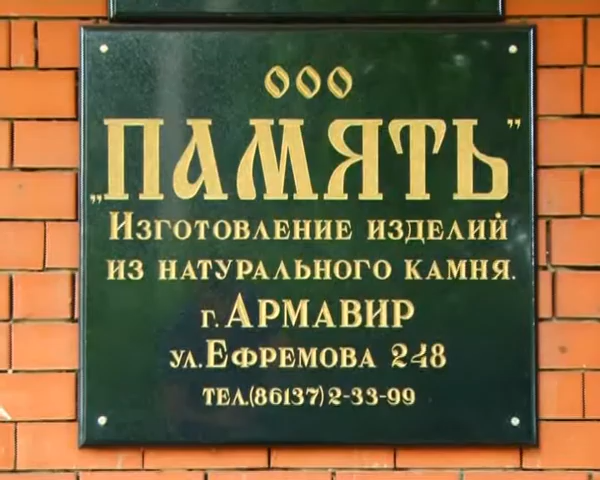 ООО
„ПАМЯТЬ”
Изготовление изделий
из натурального камня.
г. Армавир
ул. Ефремова 248
тел.(86137)2-33-99